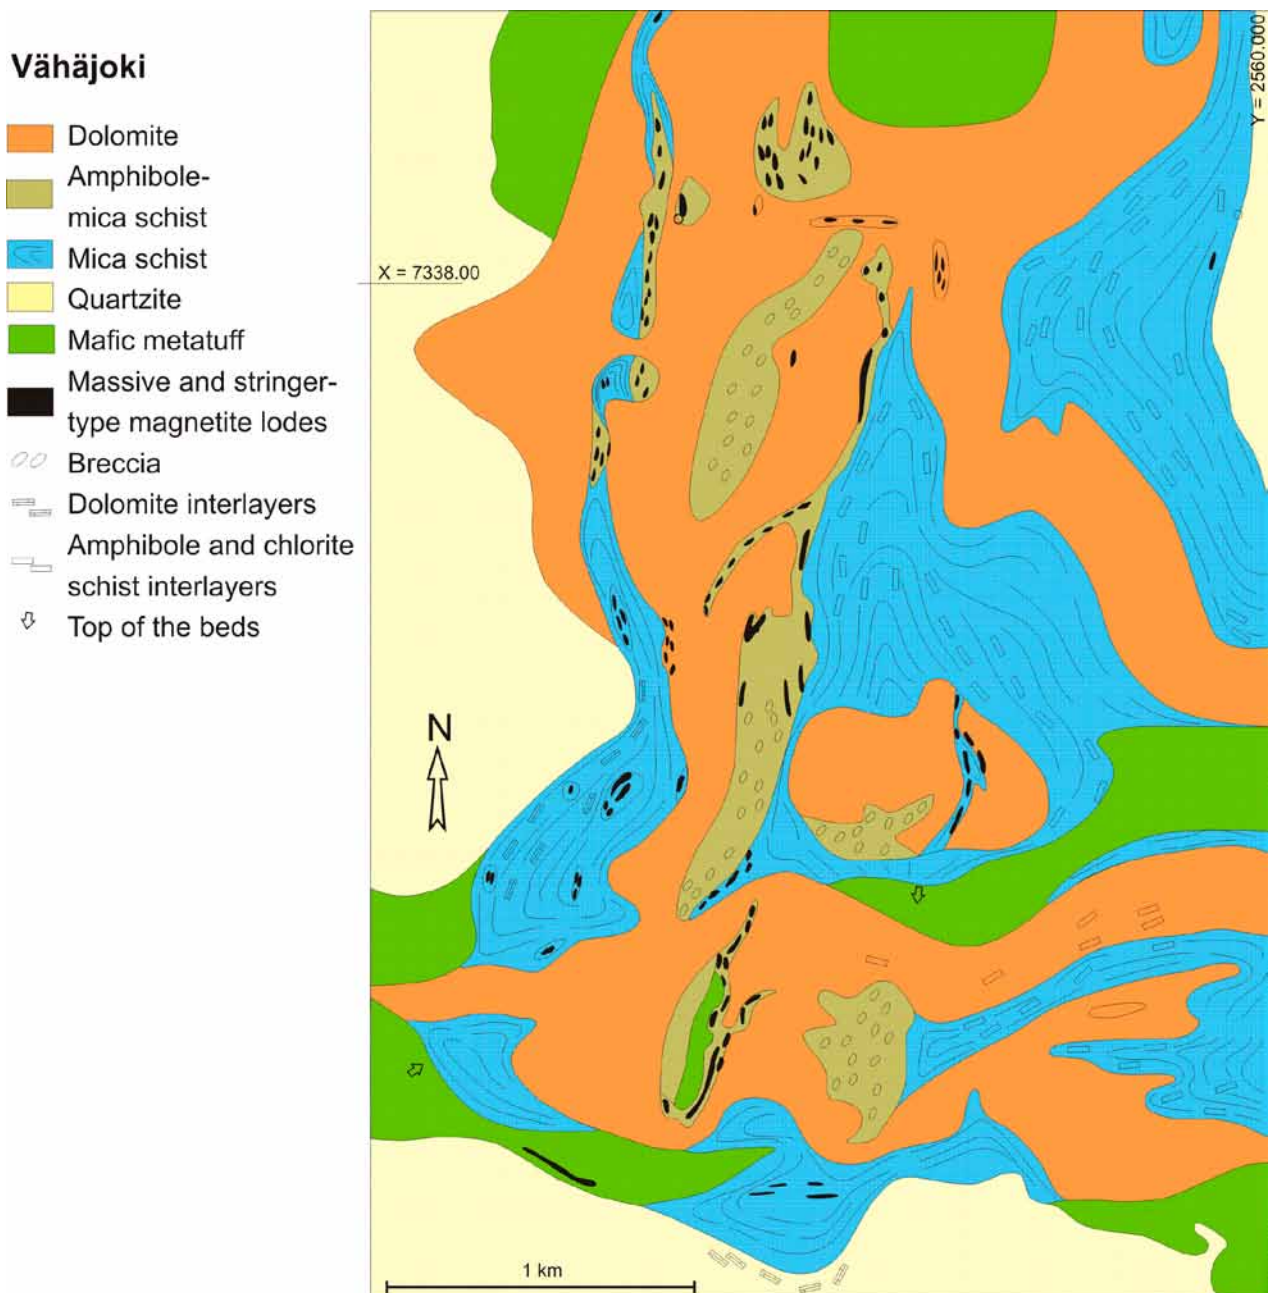 Vähäjoki
Dolomite
Amphibole-
mica schist
Mica schist
Quartzite
Mafic metatuff
Massive and stringer-
type magnetite lodes
Breccia
Dolomite interlayers
Amphibole and chlorite
schist interlayers
Top of the beds
X = 7338.00
Y = 2560.000
N
1 km